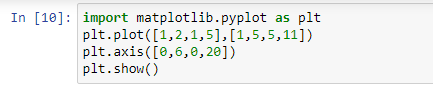 In [10]: import matplotlib.pyplot as plt
plt.plot([1,2,1,5],[1,5,5,11])
plt.axis([0,6,0,20])
plt.show()